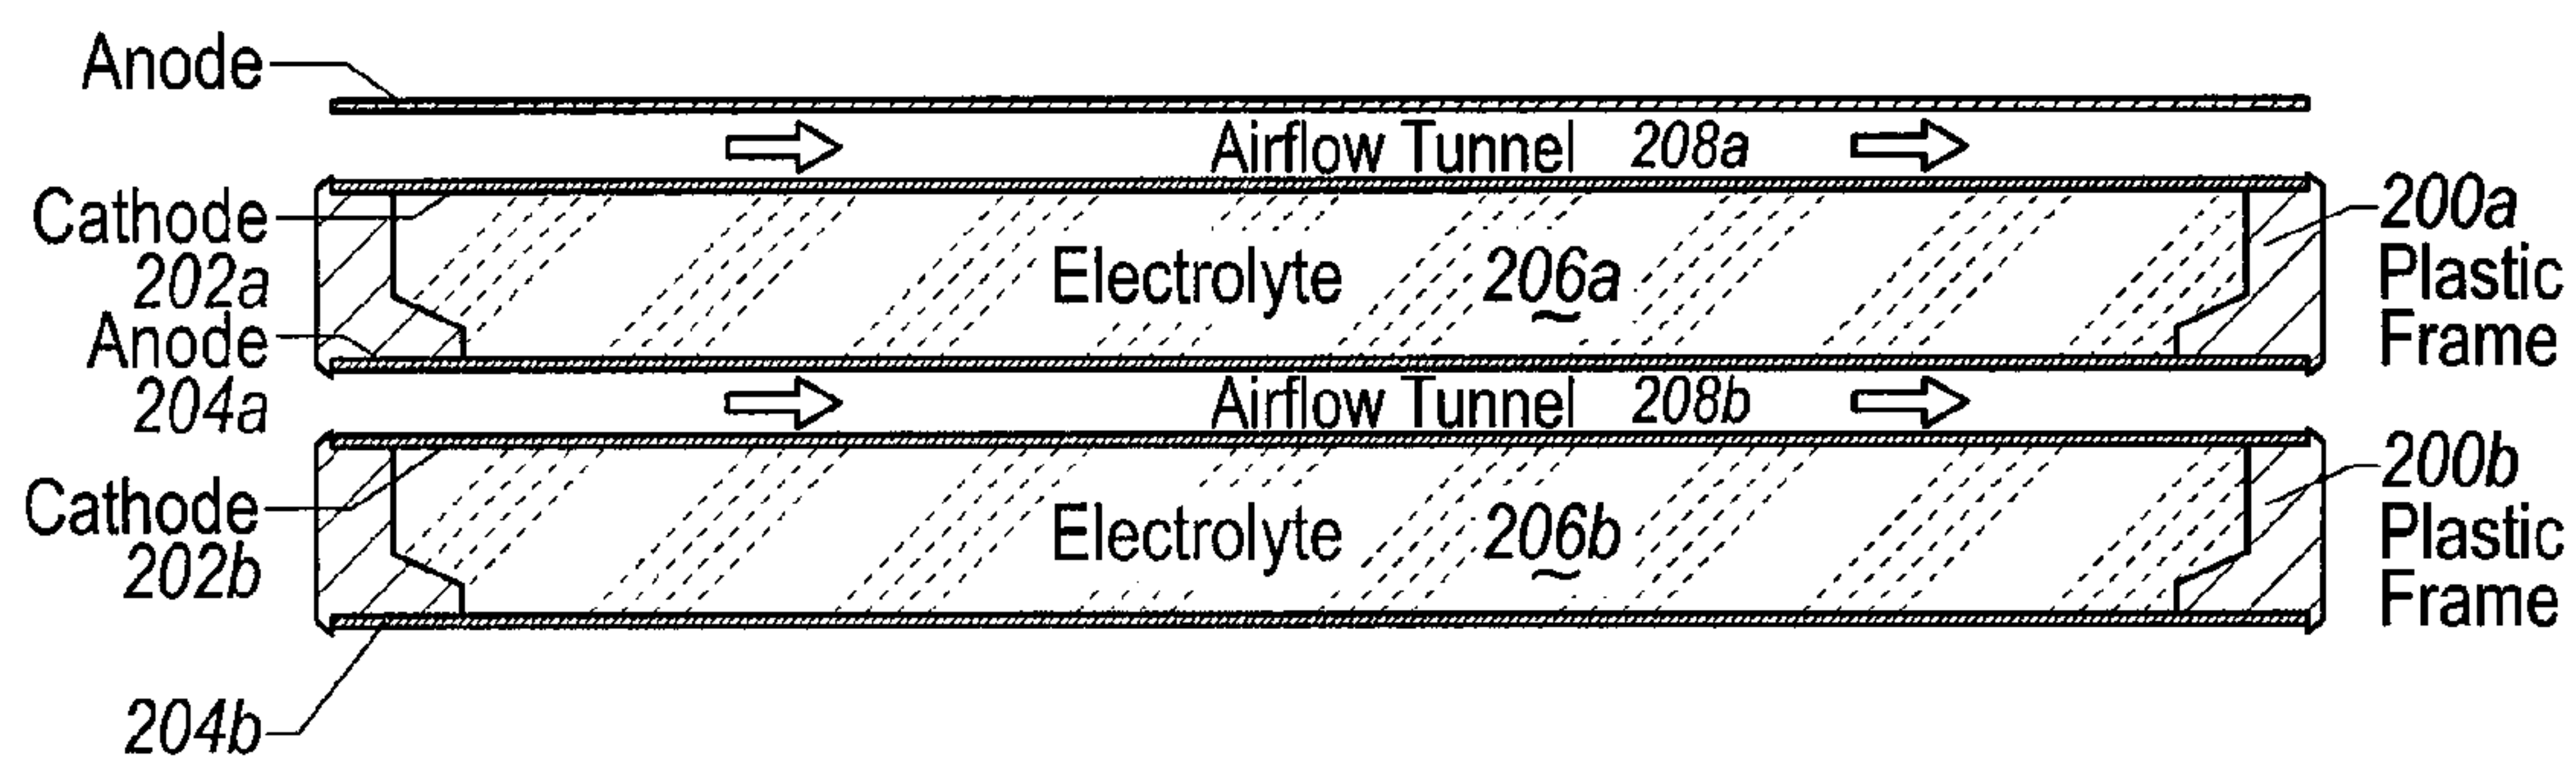 Anode
Airflow Tunnel 208a
Cathode
202a
Anode
204a
Electrolyte 206a
200a
Plastic
Frame
Airflow Tunnel 208b
Cathode
202b
Electrolyte 206b
200b
Plastic
Frame
204b